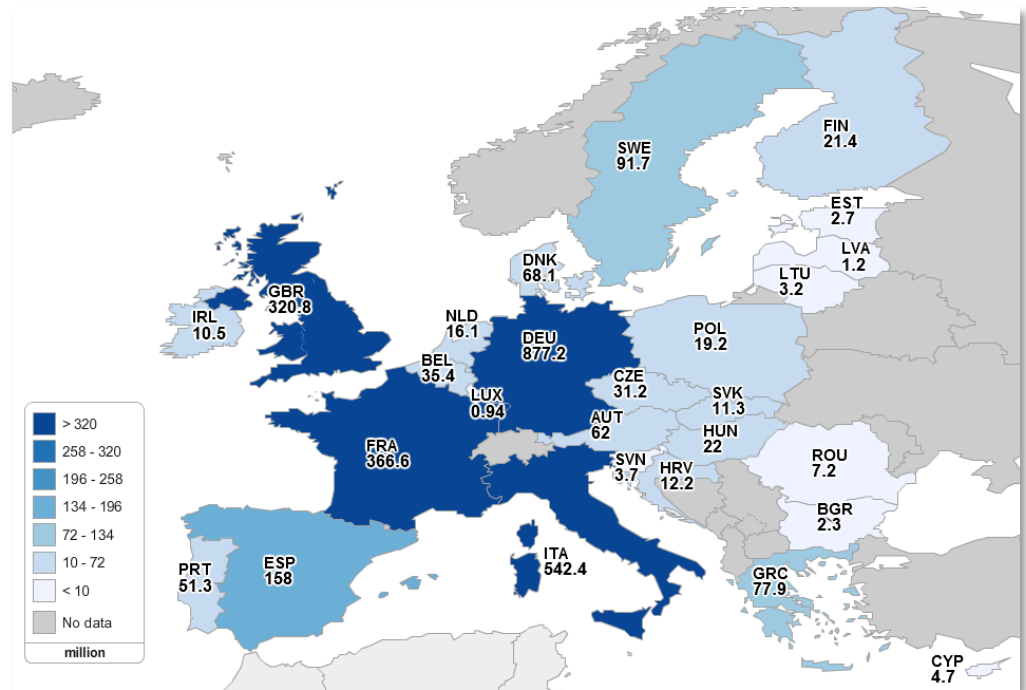 SWE
91.7
FIN
21.4
EST
2.7
LVA
1.2
LTU
3.2
DNK
68.1
GBR
320.8
IRL
10.5
NLD
16.1
DEU
877.2
POL
19.2
BEL
35.4
CZE
31.2
LUX
0.94
SVK
11.3
AUT
62
HUN
22
FRA
366.6
SVN
3.7
HRV
12.2
ROU
7.2
BGR
2.3
PRT
51.3
ESP
158
ITA
542.4
GRC
77.9
CYP
4.7
> 320
258 - 320
196 - 258
134 - 196
72 - 134
10 - 72
< 10
No data
million